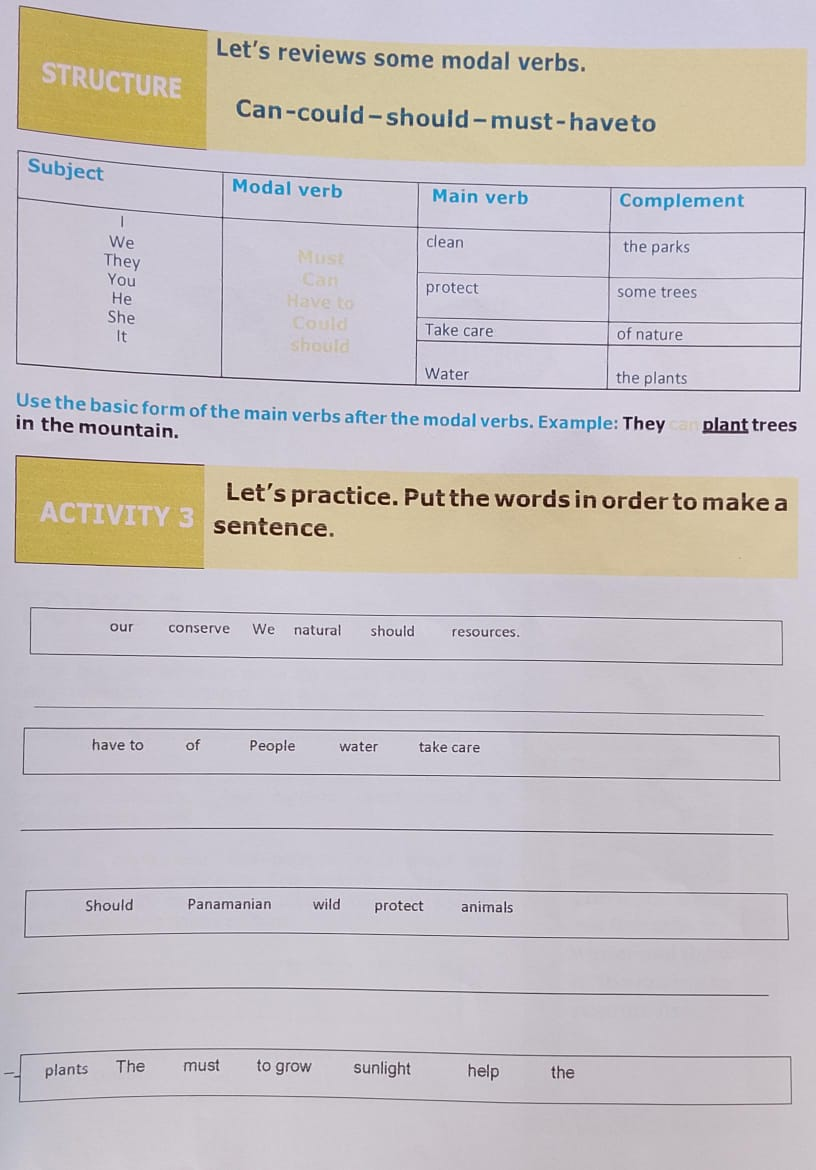 STRUCTURE
Let's reviews some modal verbs.
Can-could-should-must-have to
Subject Modal verb Main verb Complement
I
We
They
You
He
She
It
Must
Can
Have to
Could
should
clean the parks
protect some trees
Take care of nature
Water the plants
Use the basic form of the main verbs after the modal verbs. Example: They can plant trees
in the mountain.
ACTIVITY 3
Let's practice. Put the words in order to make a
sentence.
our conserve We natural should resources.
have to of People water take care
Should Panamanian wild protect animals
plants The must to grow sunlight help the